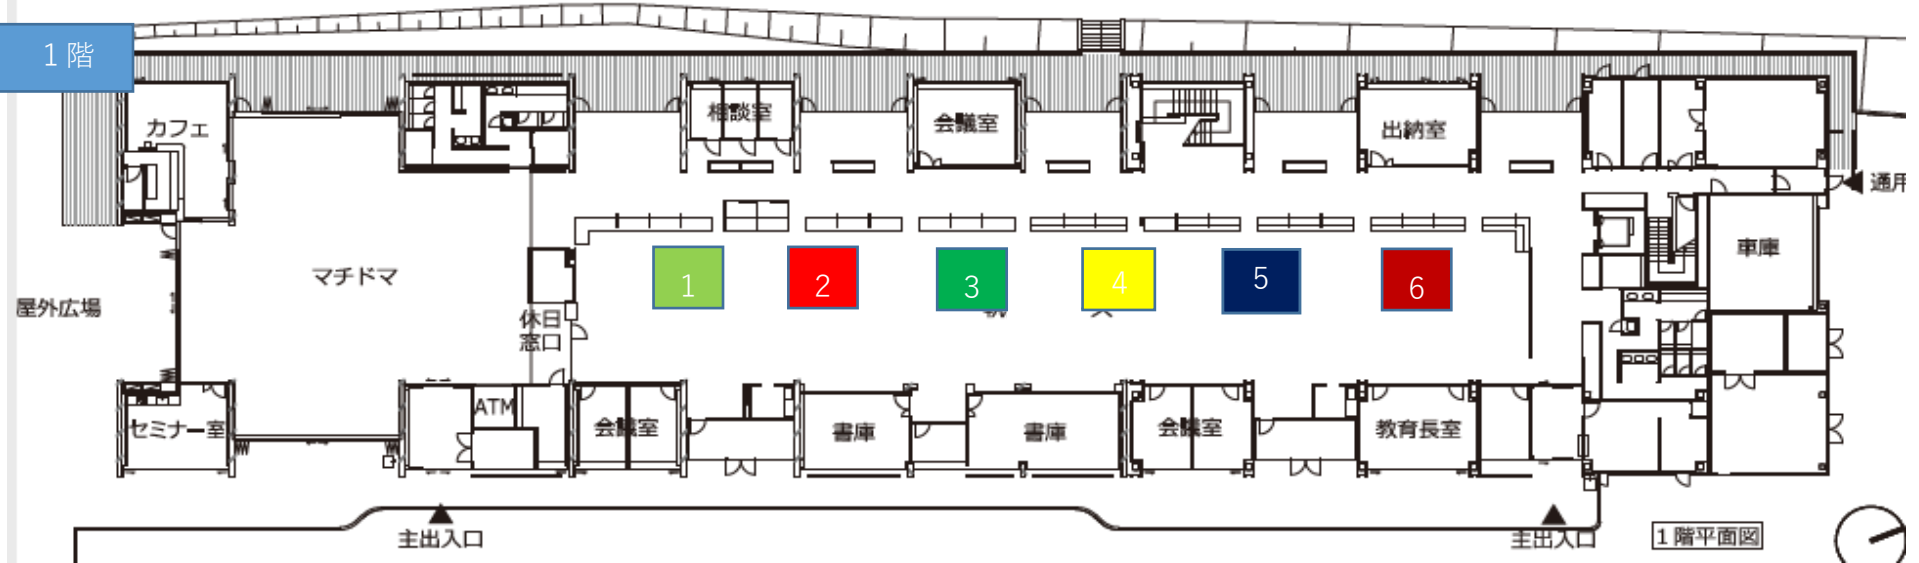 1階
カフェ
相談室
会議室
出納室
通用
1
2
3
4
5
6
マチドマ
車庫
屋外広場
休日
窓口
セミナー室
ATM
会議室
書庫
書庫
会議室
教育長室
主出入口
主出入口
1階平面図